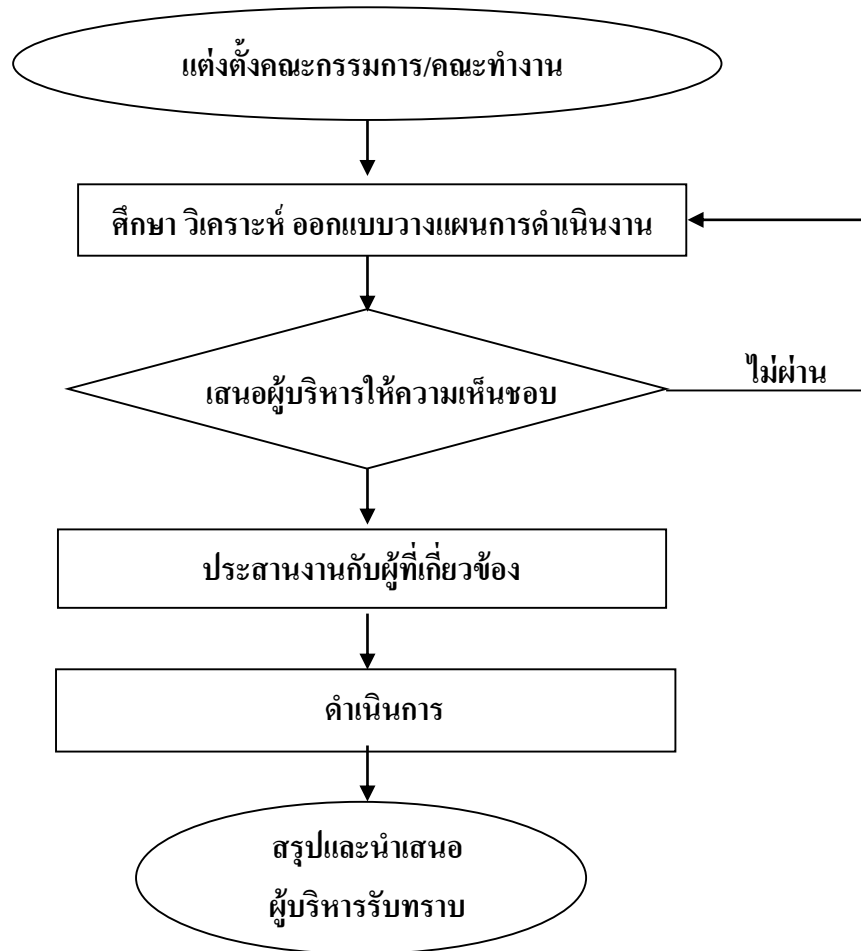 แต่งตั้งคณะกรรมการ/คณะทำงาน
ศึกษา วิเคราะห์ ออกแบบวางแผนการดำเนินงาน
เสนอผู้บริหารให้ความเห็นชอบ
ไม่ผ่าน
ประสานงานกับผู้ที่เกี่ยวข้อง
ดำเนินการ
สรุปและนำเสนอ
ผู้บริหารรับทราบ